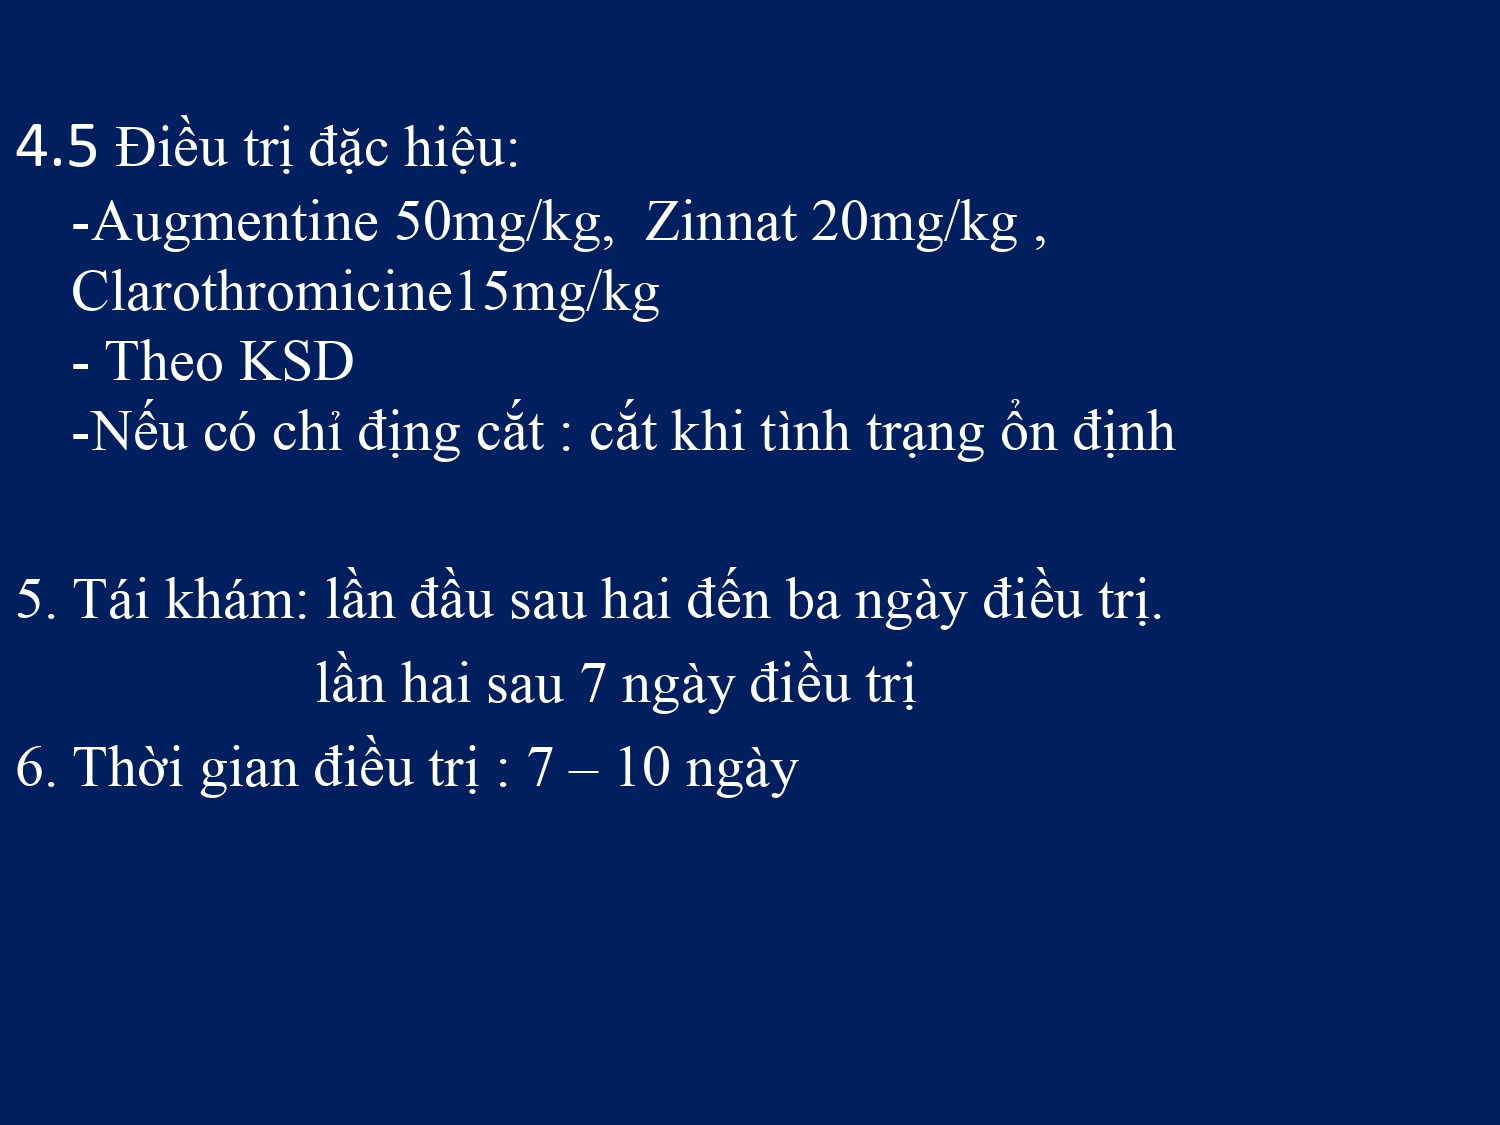 4.5 Điều trị đặc hiệu:
-Augmentine 50mg/kg,  Zinnat 20mg/kg ,
Clarothromicine15mg/kg
- Theo KSD
-Nếu có chỉ địng cắt : cắt khi tình trạng ổn định
5. Tái khám: lần đầu sau hai đến ba ngày điều trị.
lần hai sau 7 ngày điều trị
6. Thời gian điều trị : 7 – 10 ngày